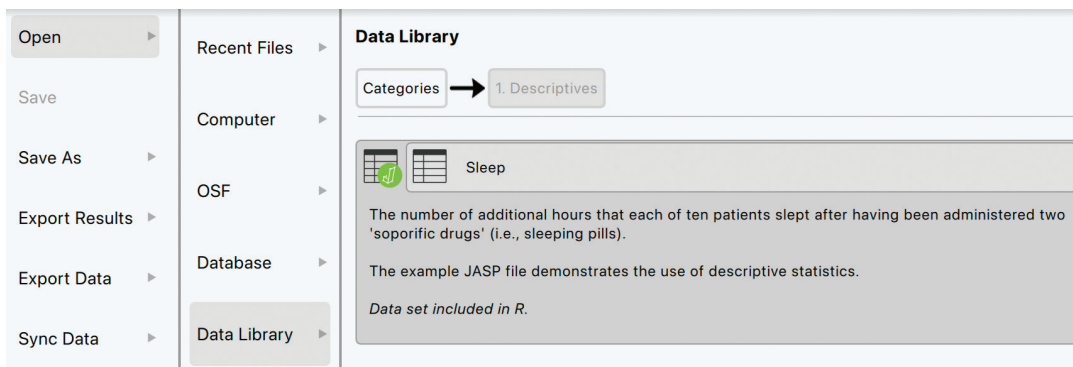 Open
Save
Save As
Export Results
Export Data
Sync Data
Recent Files
Computer
OSF
Database
Data Library
Data Library
Categories
1. Descriptives
Sleep
The number of additional hours that each of ten patients slept after having been administered two
'soporific drugs' (i.e., sleeping pills).
The example JASP file demonstrates the use of descriptive statistics.
Data set included in R.